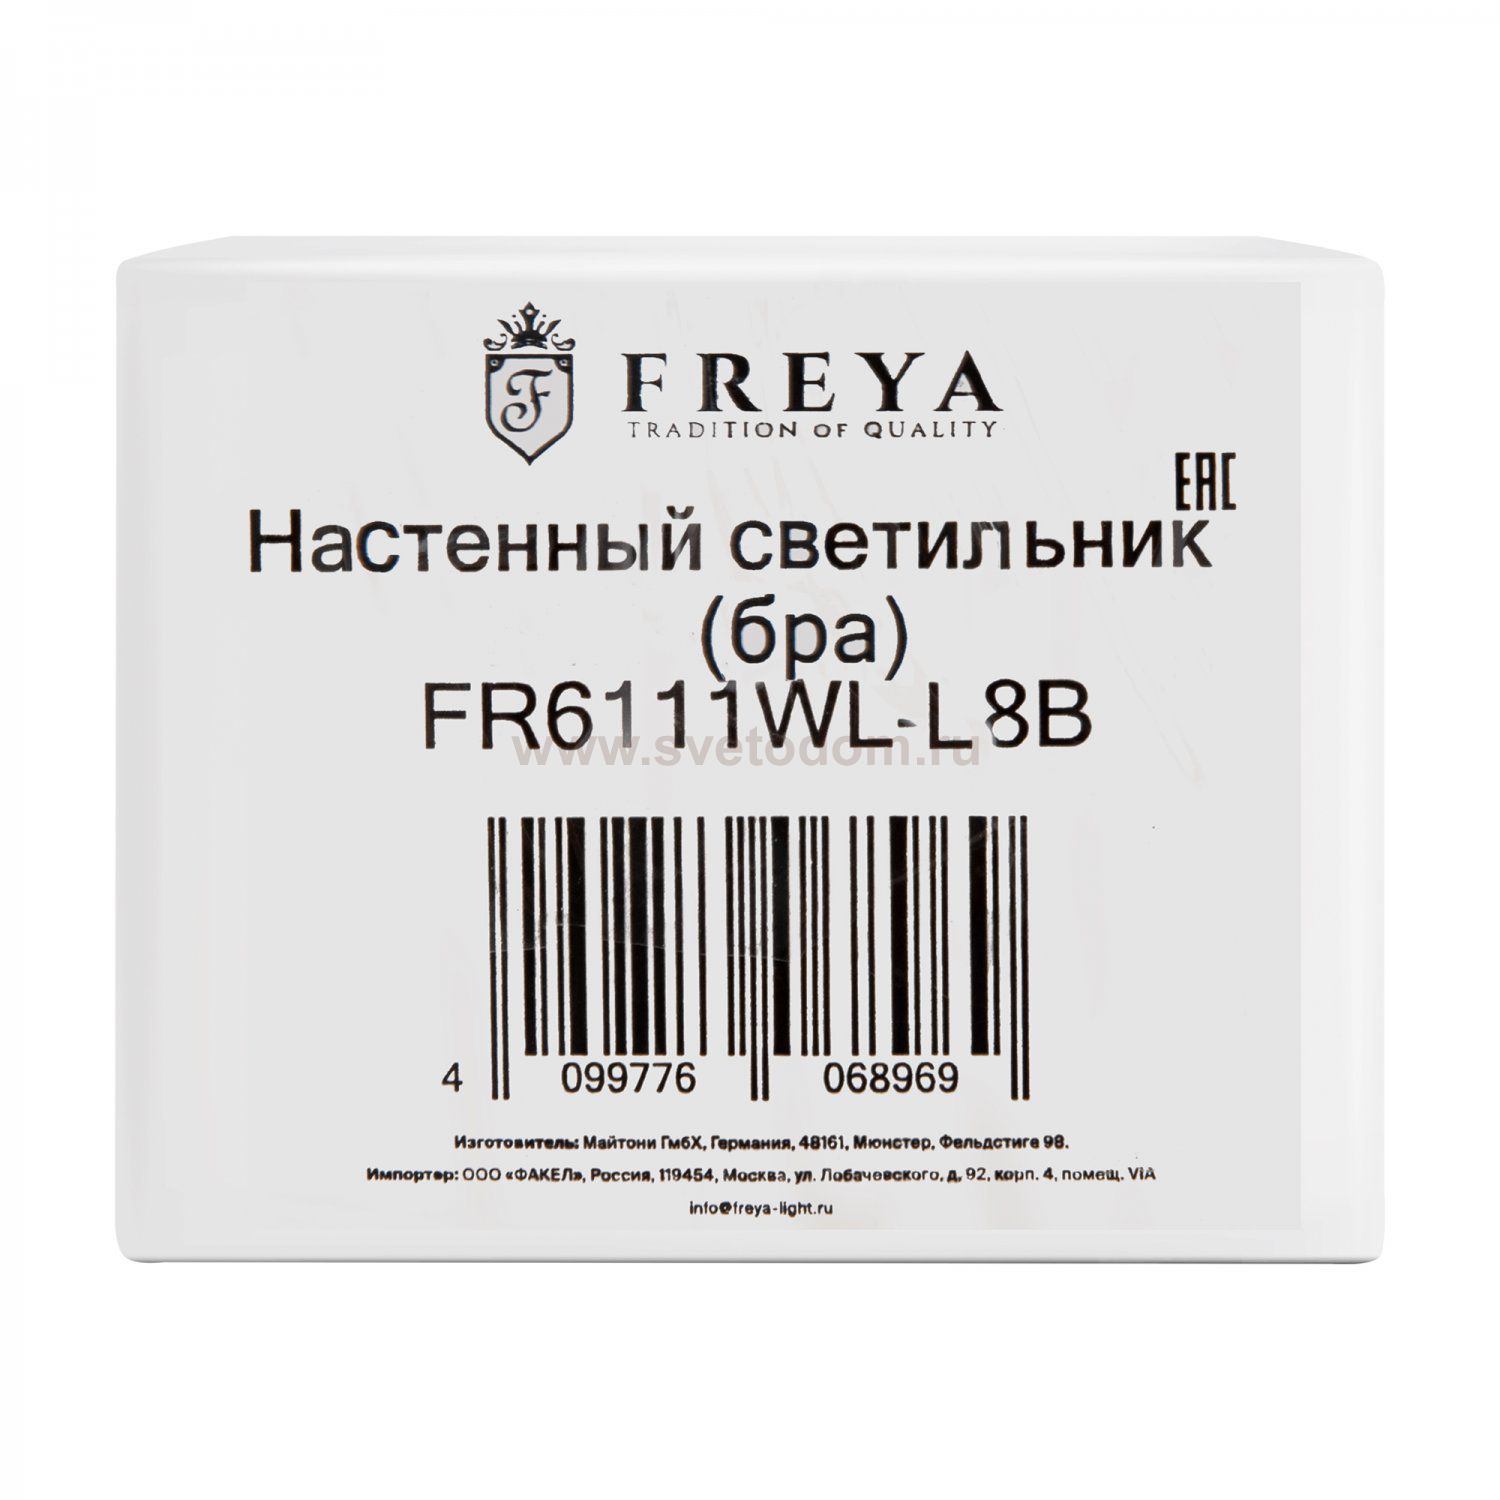 F
FREYA
TRADITION OF QUALITY
EAC
Настенный светильник
(бра)
FR6111WL-L8B
www.svetodom.ru
4 099776 068969
Изготовитель: Майтони ГмбХ, Германия, 48161, Мюнстер, Фельдстиге 98.
Импортер: ООО «ФАКЕЛ», Россия, 119454, Москва, ул. Лобачевского, д. 92, корп. 4, помещ. VIA
info@freya-light.ru